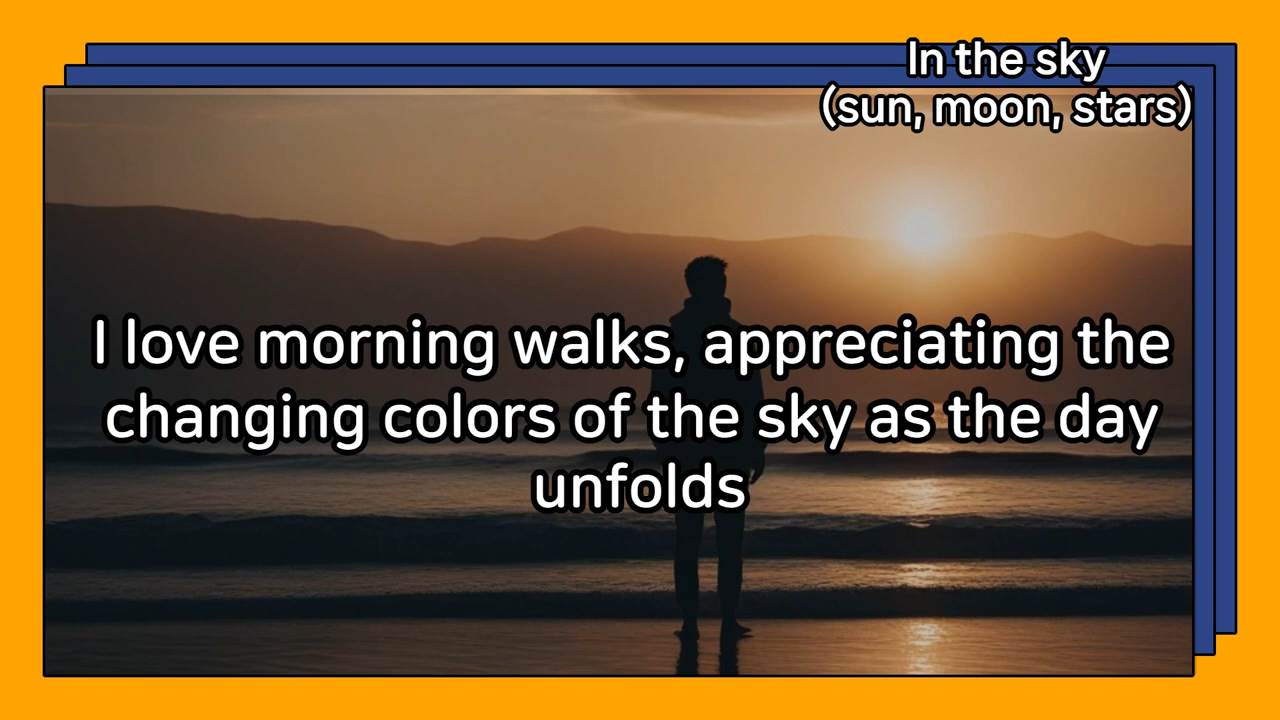 In the sky
(sun, moon, stars)
I love morning walks, appreciating the
changing colors of the sky as the day
unfolds